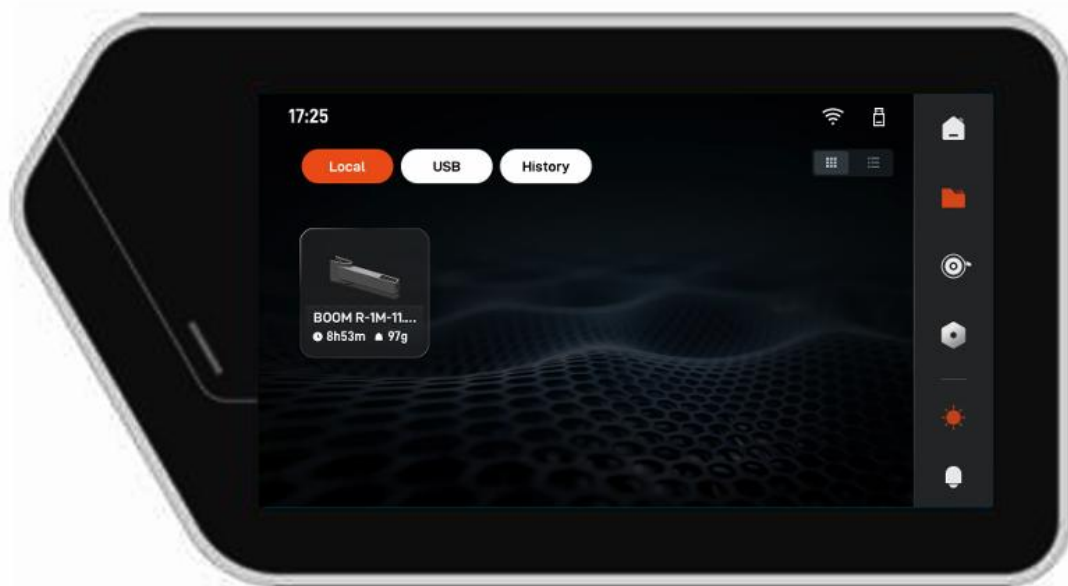 17:25
Local
USB
History
BOOM R-1M-11....
8h53m 97g